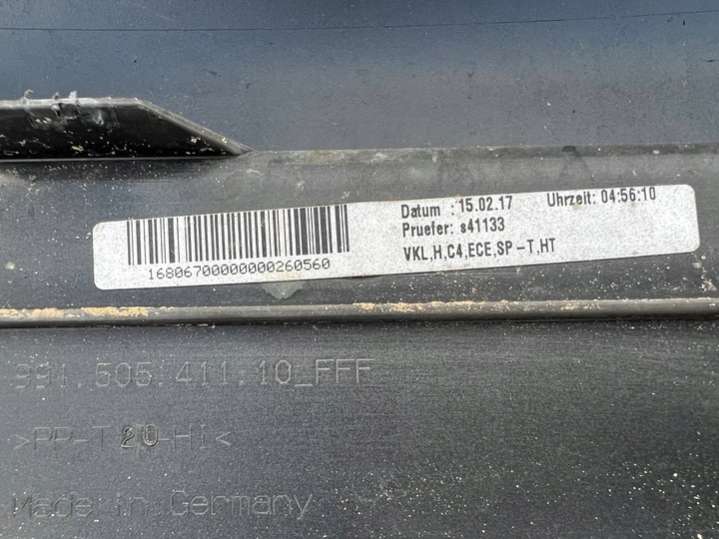 Datum : 15.02.17 Uhrzeit: 04:56:10
Pruefer: s41133
VKL,H,C4,ECE,SP-T,HT
16806700000000260560
991.505.411.10_FFF
>PP-T20-Hi<
Made in Germany